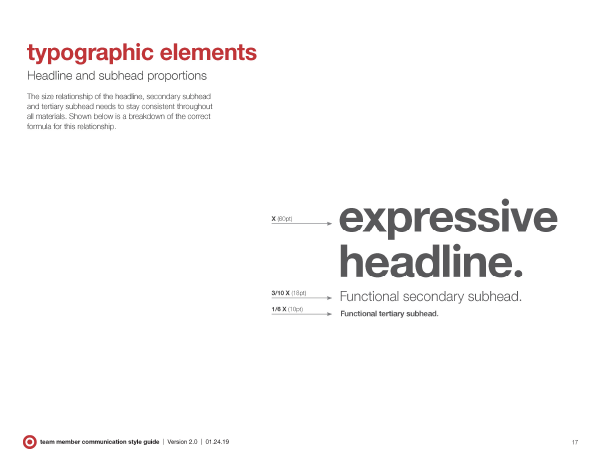 typographic elements
Headline and subhead proportions
The size relationship of the headline, secondary subhead
and tertiary subhead needs to stay consistent throughout
all materials. Shown below is a breakdown of the correct
formula for this relationship.
X (60pt)
expressive
headline.
3/10 X (18pt)
Functional secondary subhead.
1/6 X (10pt)
Functional tertiary subhead.
team member communication style guide | Version 2.0 | 01.24.19
17